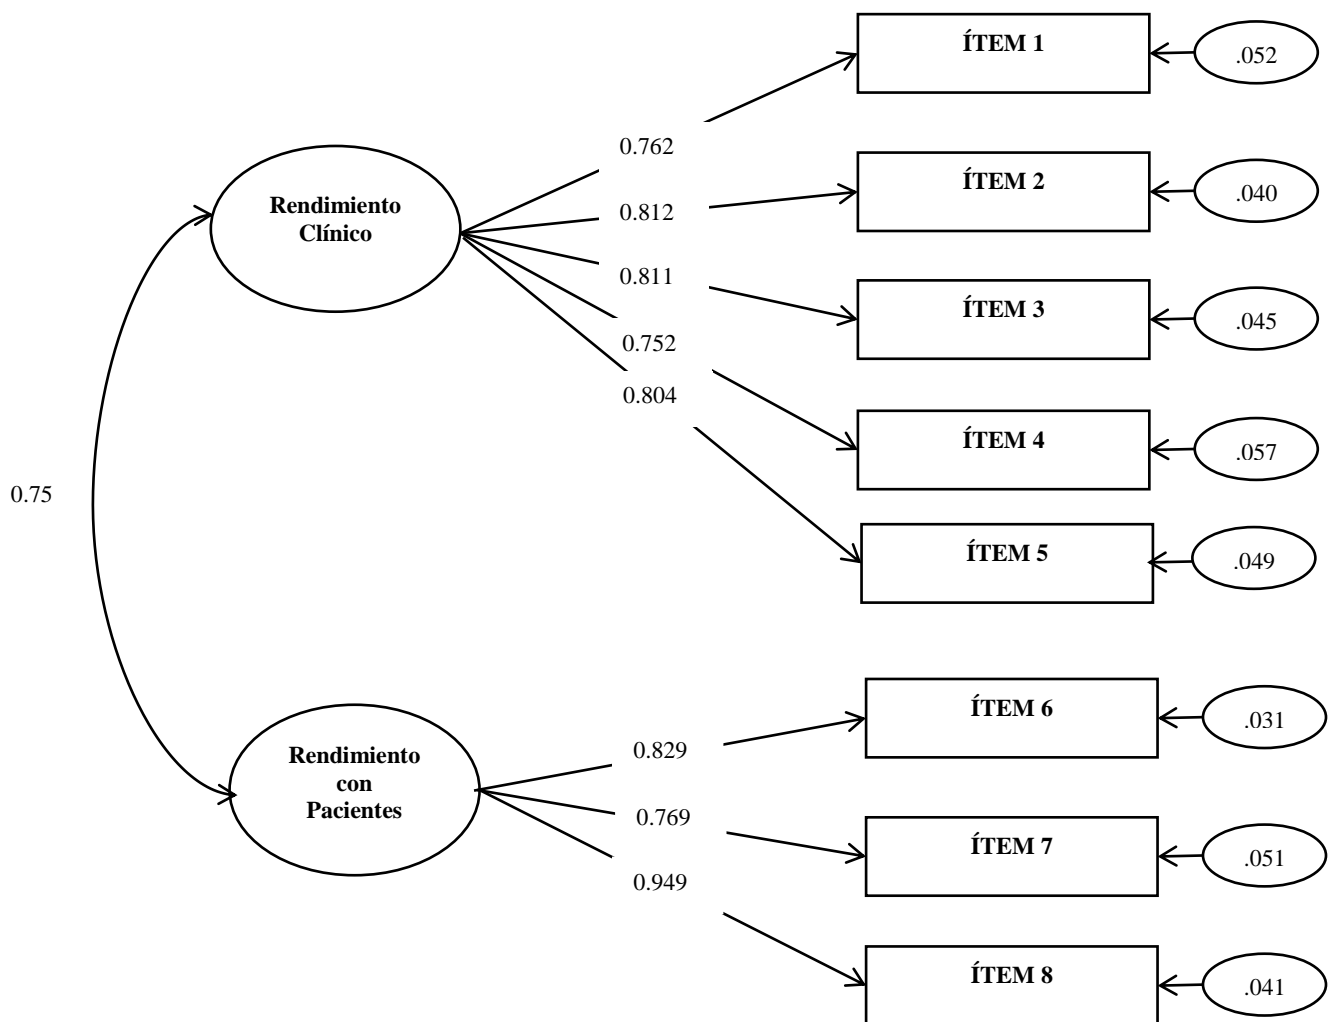 ÍTEM 1
.052
0.762
Rendimiento
Clínico
0.812
ÍTEM 2
.040
0.811
ÍTEM 3
.045
0.752
0.804
ÍTEM 4
.057
0.75
ÍTEM 5
.049
Rendimiento
con
Pacientes
0.829
ÍTEM 6
.031
0.769
ÍTEM 7
.051
0.949
ÍTEM 8
.041